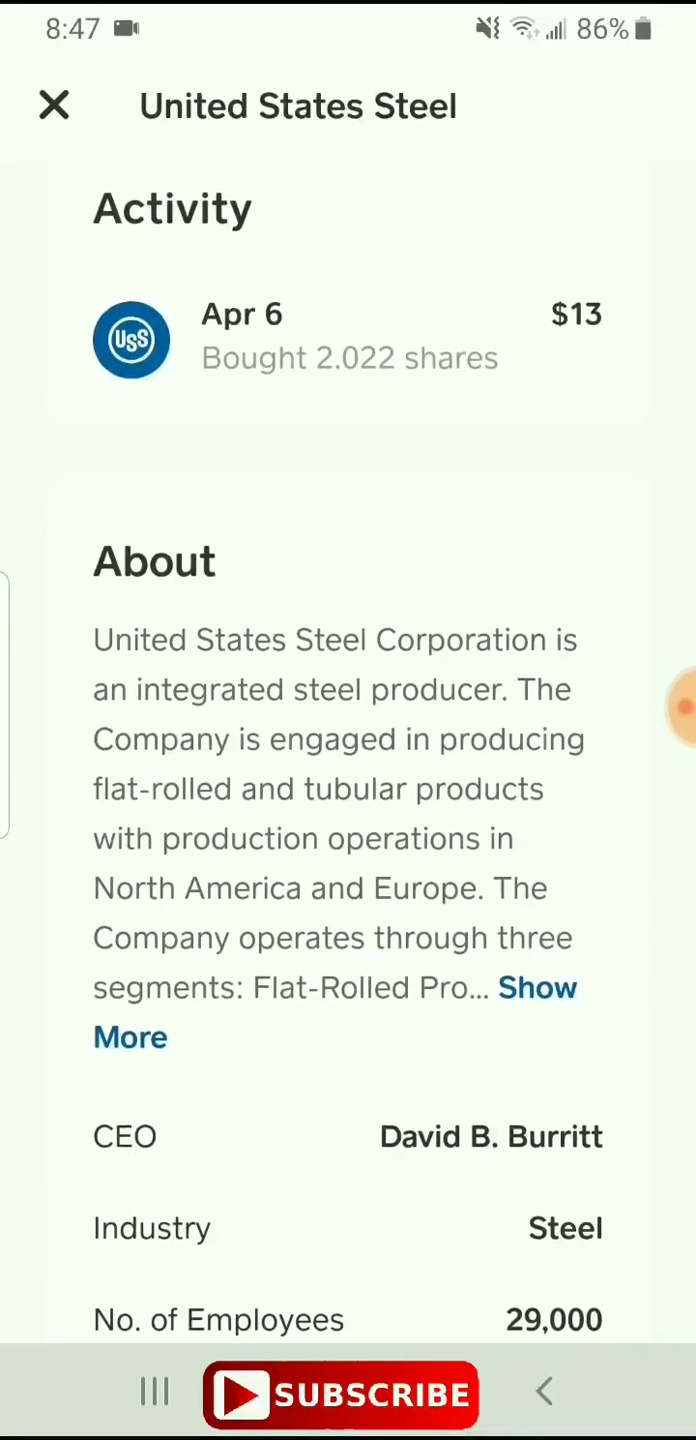 8:47
86%
United States Steel
Activity
USS
Apr 6
$13
Bought 2.022 shares
About
United States Steel Corporation is
an integrated steel producer. The
Company is engaged in producing
flat-rolled and tubular products
with production operations in
North America and Europe. The
Company operates through three
segments: Flat-Rolled Pro... Show
More
CEO
David B. Burritt
Industry
Steel
No. of Employees
29,000
SUBSCRIBE